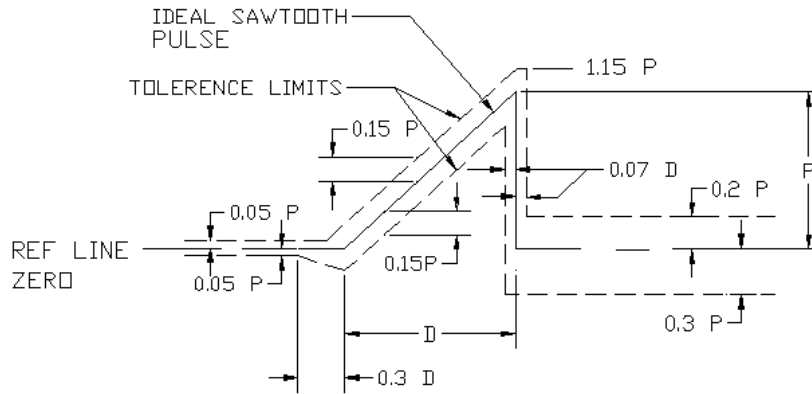 IDEAL SAWTOOTH
PULSE
1.15 P
TOLERENCE LIMITS
0.15 P
0.07 D
P
0.05 P
0.2 P
REF LINE
ZERO
0.05 P
0.15P
0.3 P
D
0.3 D